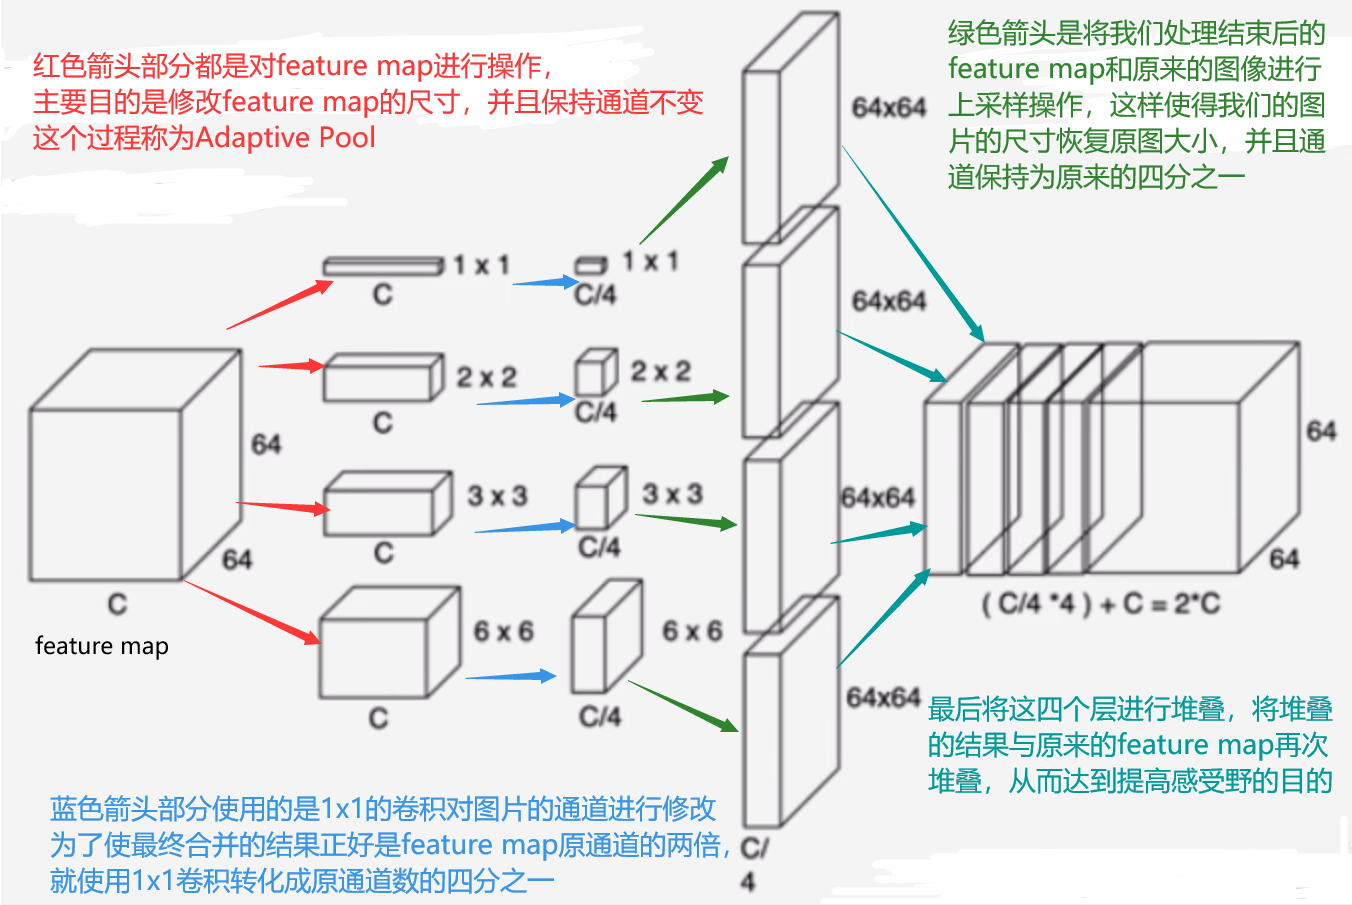 红色箭头部分都是对feature map进行操作，
主要目的是修改feature map的尺寸，并且保持通道不变
这个过程称为Adaptive Pool
绿色箭头是将我们处理结束后的
feature map和原来的图像进行
上采样操作，这样使得我们的图
片的尺寸恢复原图大小，并且通
道保持为原来的四分之一
64x64
1 x 1
C
1 x 1
C/4
64x64
2 x 2
C
2 x 2
C/4
64
64
C
feature map
3 x 3
C
3 x 3
C/4
64x64
6 x 6
C
6 x 6
C/4
64x64
C/
4
64
64
( C/4 *4 ) + C = 2*C
最后将这四个层进行堆叠，将堆叠
的结果与原来的feature map再次
堆叠，从而达到提高感受野的目的
蓝色箭头部分使用的是1x1的卷积对图片的通道进行修改
为了使最终合并的结果正好是feature map原通道的两倍，
就使用1x1卷积转化成原通道数的四分之一